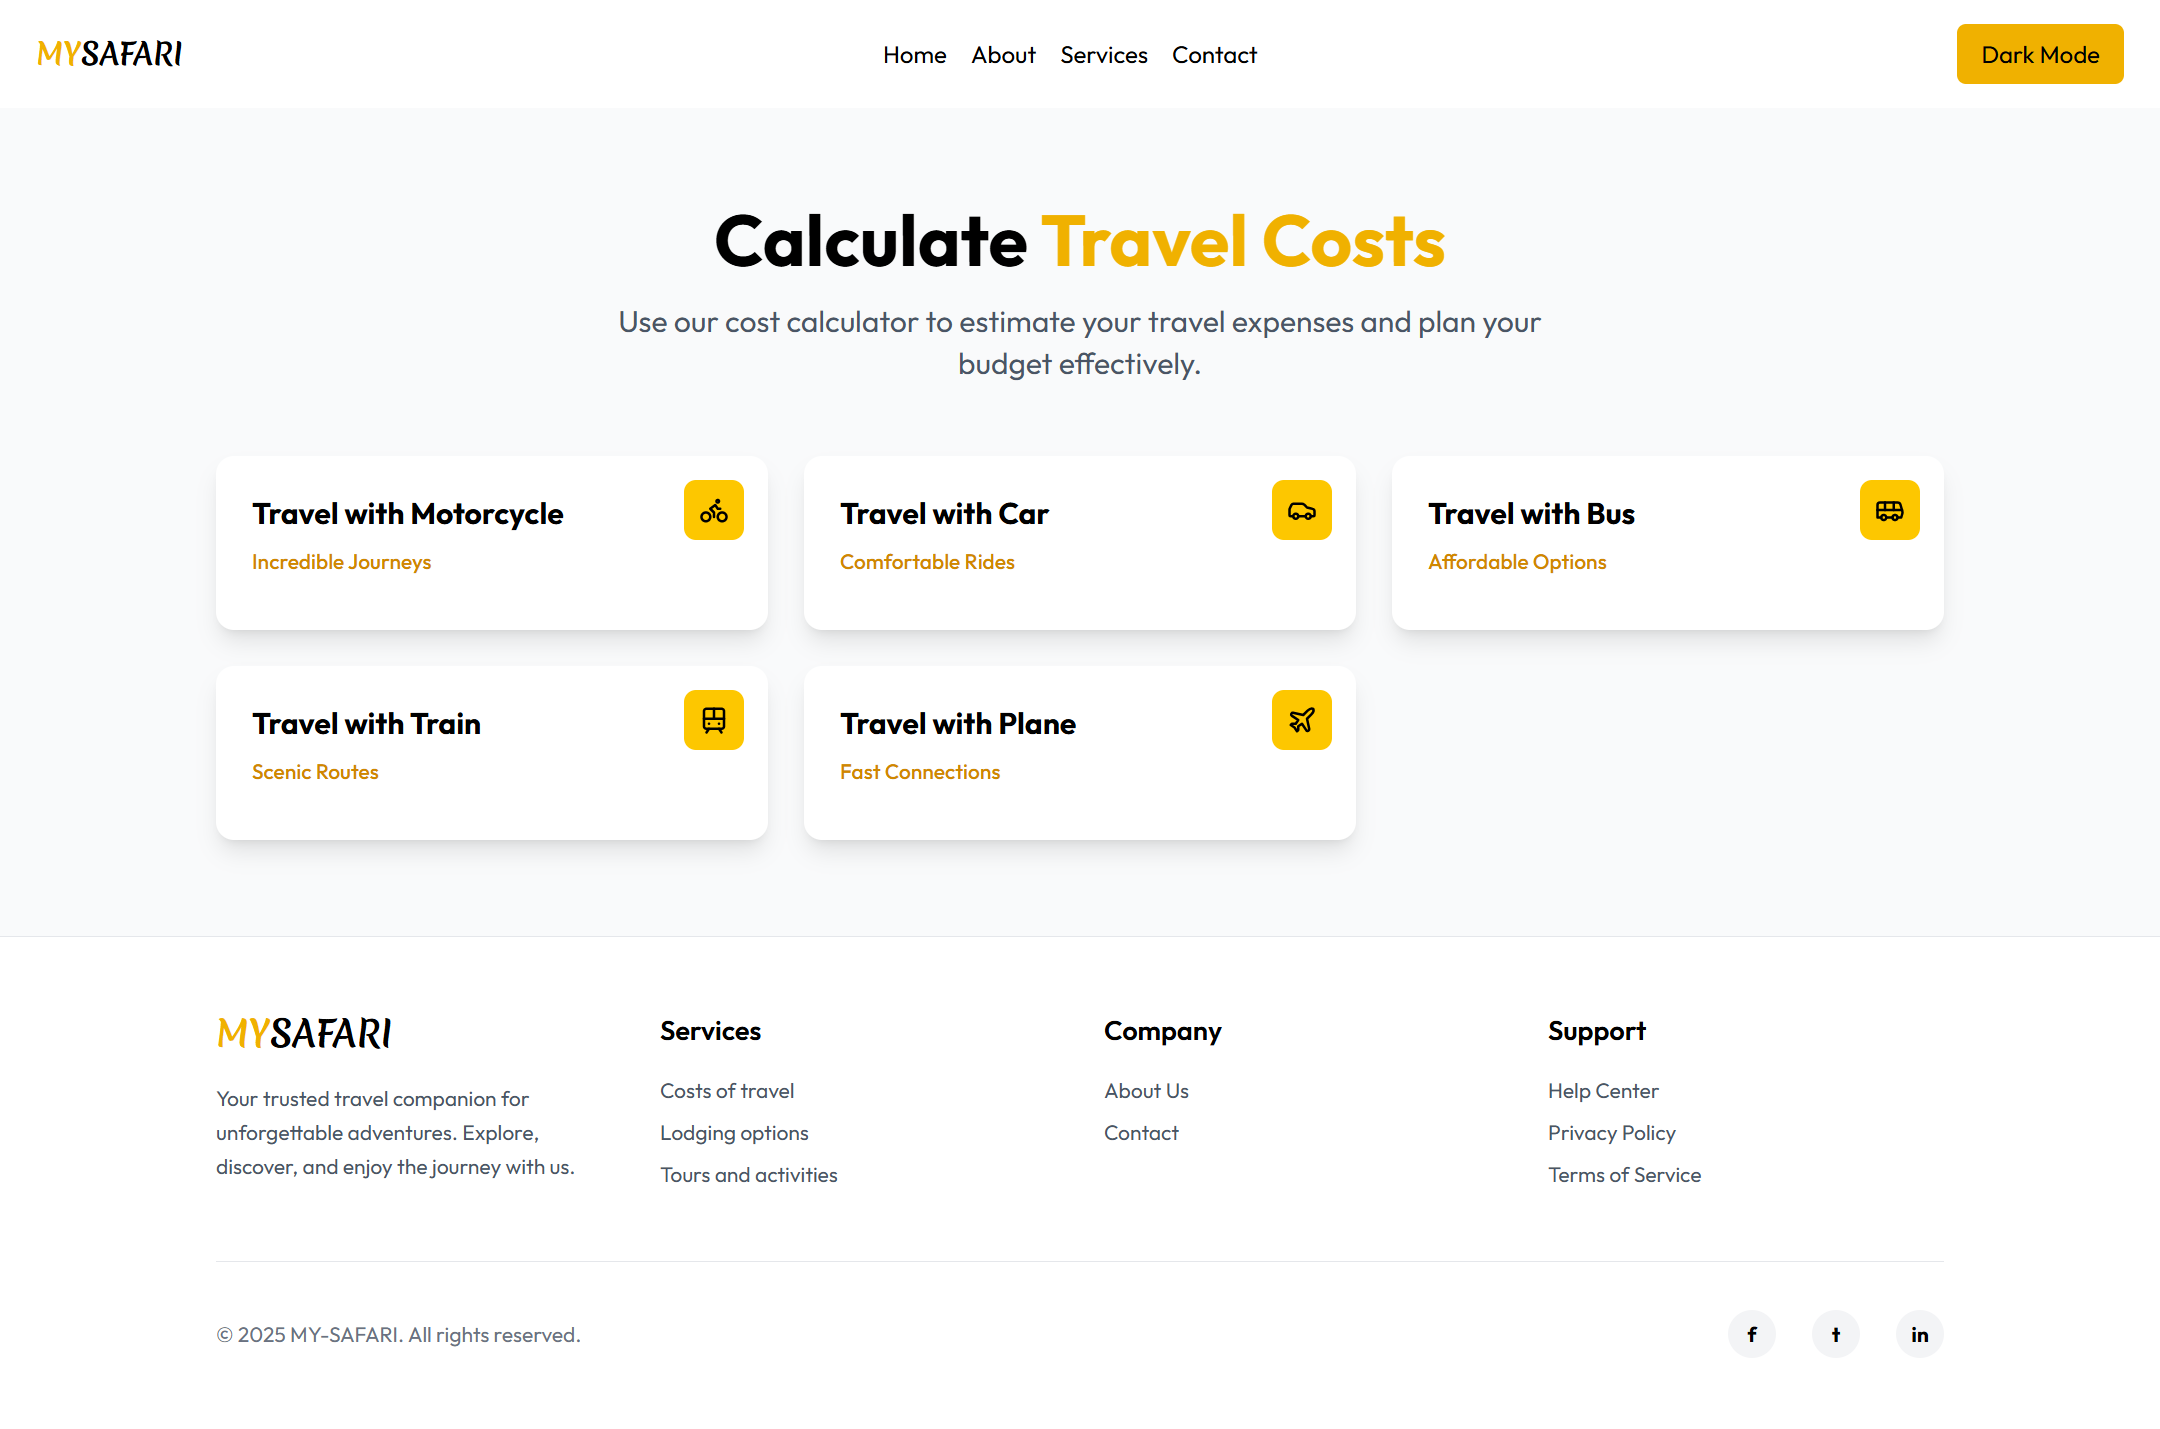 MYSAFARI
Home About Services Contact
Dark Mode
Calculate Travel Costs
Use our cost calculator to estimate your travel expenses and plan your
budget effectively.
Travel with Motorcycle
Incredible Journeys
Travel with Car
Comfortable Rides
Travel with Bus
Affordable Options
Travel with Train
Scenic Routes
Travel with Plane
Fast Connections
MYSAFARI
Your trusted travel companion for
unforgettable adventures. Explore,
discover, and enjoy the journey with us.
Services
Costs of travel
Lodging options
Tours and activities
Company
About Us
Contact
Support
Help Center
Privacy Policy
Terms of Service
© 2025 MY-SAFARI. All rights reserved.
f
t
in